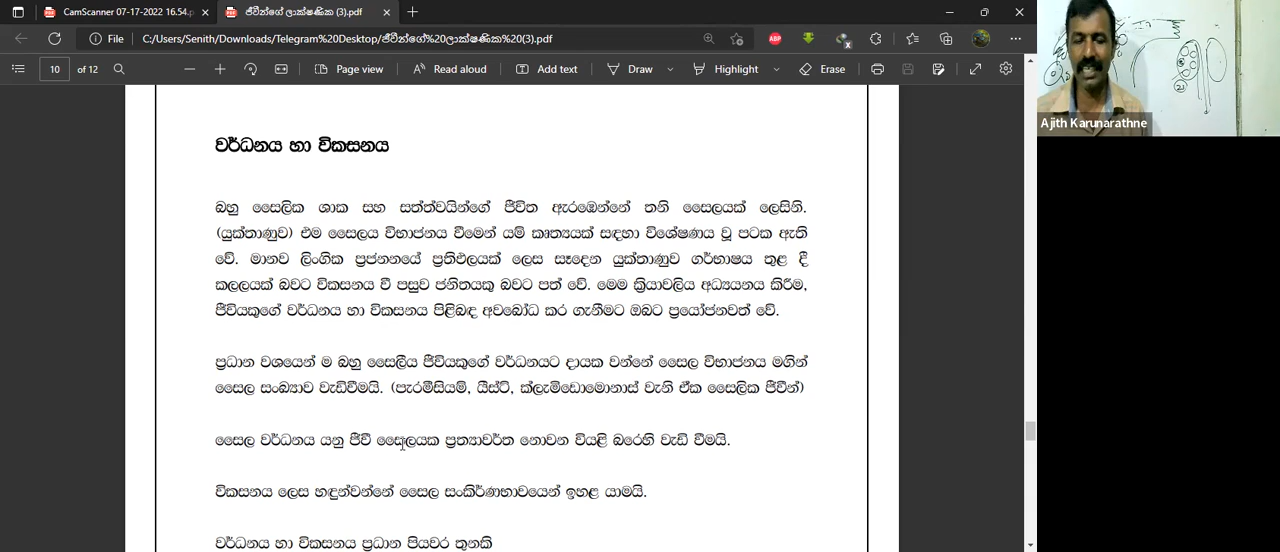 CamScanner 07-17-2022 16.54.p
ජීවීන්ගේ ලාක්ෂණික (3).pdf
File
C:/Users/Senith/Downloads/Telegram%20Desktop/ජීවීන්ගේ%20ලාක්ෂණික%20(3).pdf
ABP
10 of 12
Page view
Read aloud
Add text
Draw
Highlight
Erase
Ajith Karunarathne
වර්ධනය හා විකසනය
බහු සෛලික ශාක සහ සත්ත්වයින්ගේ ජීවිත ඇරඹෙන්නේ තනි සෛලයක් ලෙසිනි.
(යුක්තාණුව) එම සෛලය විභාජනය වීමෙන් යම් කෘත්‍යයක් සඳහා විශේෂණය වූ පටක ඇති
වේ. මානව ලිංගික ප්‍රජනනයේ ප්‍රතිඵලයක් ලෙස සෑදෙන යුක්තාණුව ගර්භාෂය තුළ දී
කලලයක් බවට විකසනය වී පසුව ජනිතයකු බවට පත් වේ. මෙම ක්‍රියාවලිය අධ්‍යයනය කිරීම,
ජීවියකුගේ වර්ධනය හා විකසනය පිළිබඳ අවබෝධ කර ගැනීමට ඔබට ප්‍රයෝජනවත් වේ.
ප්‍රධාන වශයෙන් ම බහු සෛලීය ජීවියකුගේ වර්ධනයට දායක වන්නේ සෛල විභාජනය මගින්
සෛල සංඛ්‍යාව වැඩිවීමයි. (පැරමීසියම්, යීස්ට්, ක්ලැමිඩොමොනාස් වැනි ඒක සෛලික ජීවීන්)
සෛල වර්ධනය යනු ජීවී සෛලයක ප්‍රත්‍යාවර්ත නොවන වියළි බරෙහි වැඩි වීමයි.
විකසනය ලෙස හඳුන්වන්නේ සෛල සංකීර්ණභාවයෙන් ඉහළ යාමයි.
වර්ධනය හා විකසනය ප්‍රධාන පියවර තුනකි